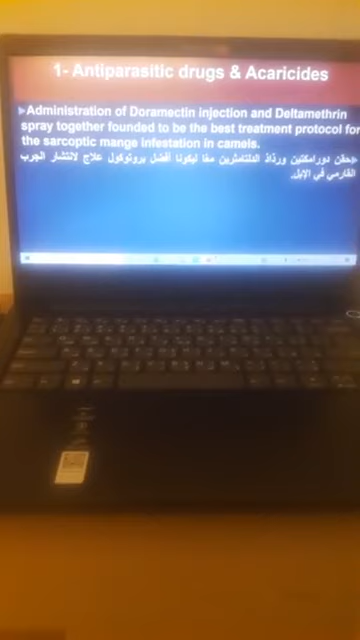 1- Antiparasitic drugs & Acaricides
Administration of Doramectin injection and Deltamethrin
spray together founded to be the best treatment protocol for
the sarcoptic mange infestation in camels.
حقن دورامكتين ورذاذ الدلتامثرين معًا ليكونا أفضل بروتوكول علاج لانتشار الجرب
القارمي في الإبل.